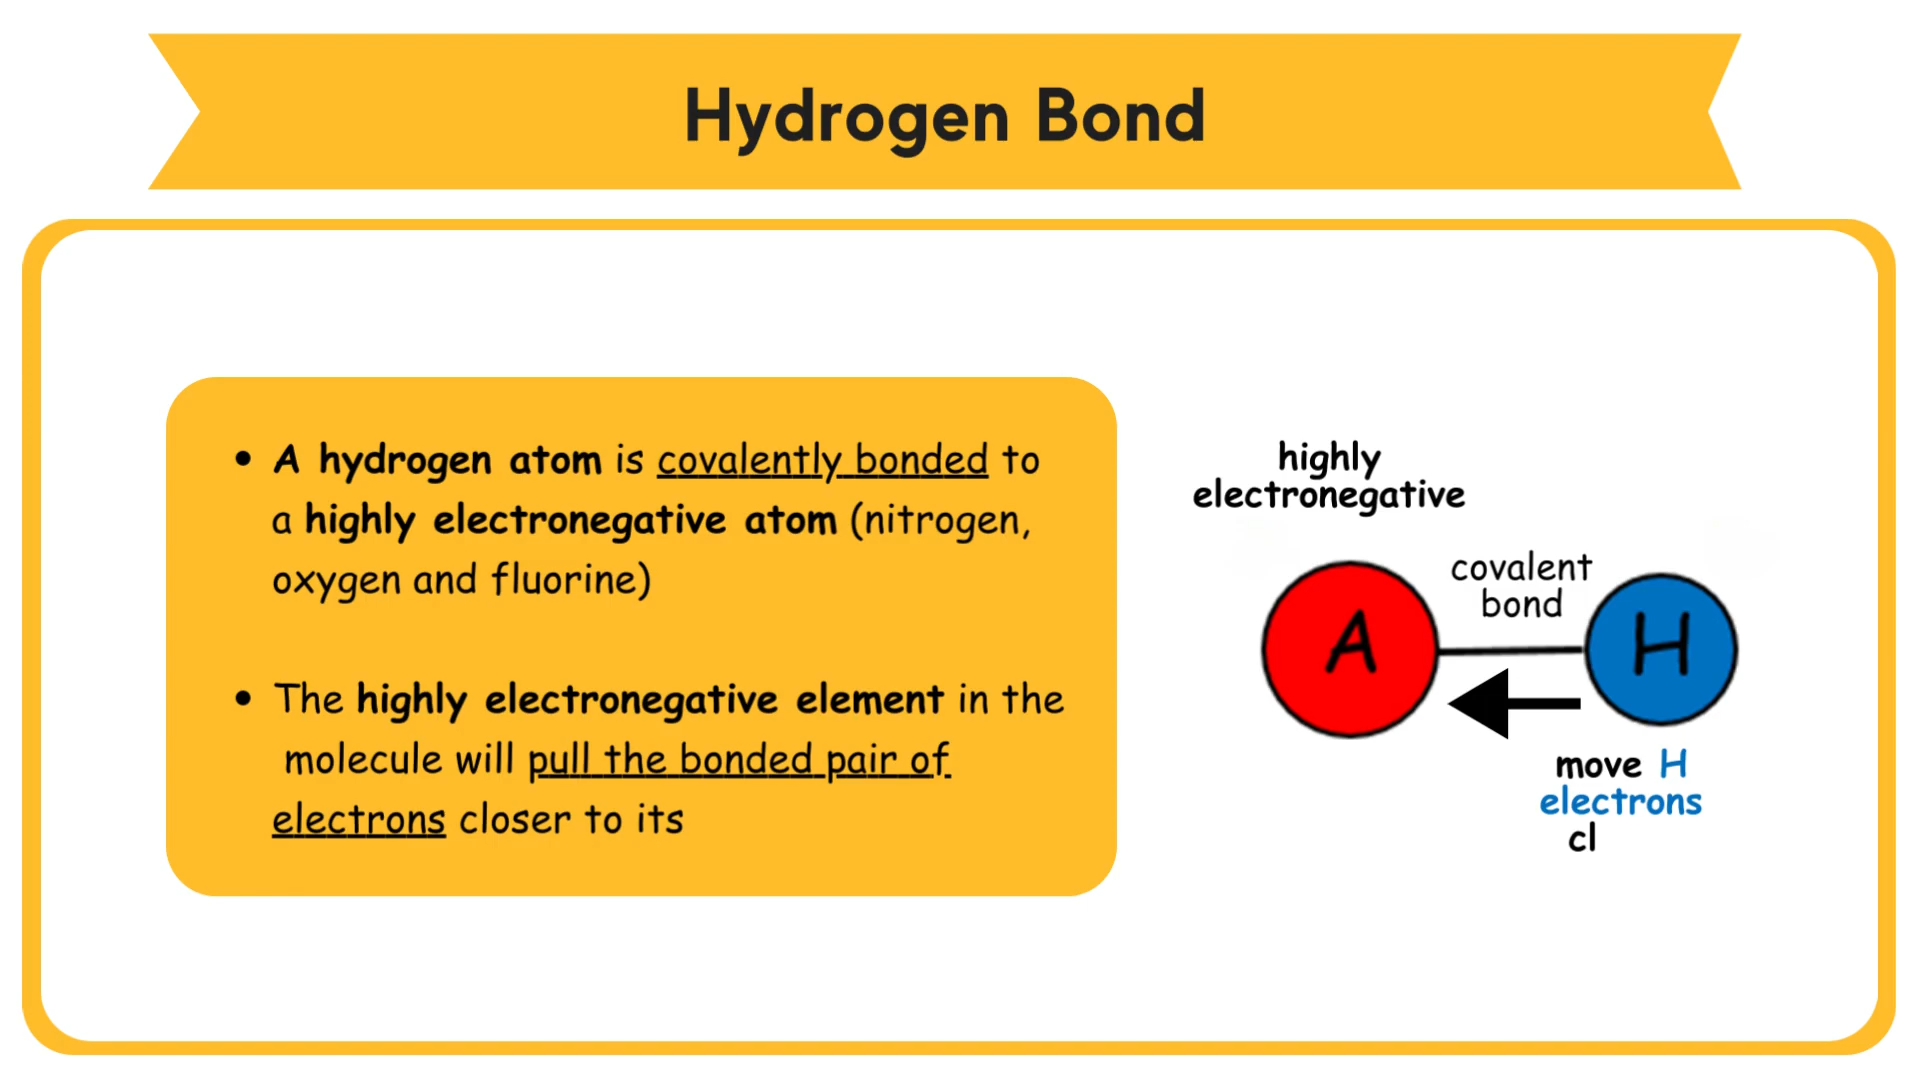 Hydrogen Bond
• A hydrogen atom is covalently bonded to
a highly electronegative atom (nitrogen,
oxygen and fluorine)
• The highly electronegative element in the
molecule will pull the bonded pair of
electrons closer to its
highly
electronegative
covalent
bond
A
H
move H
electrons
cl